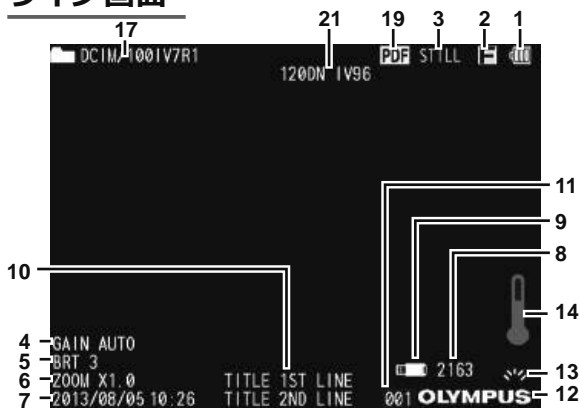 ライブ画面
17 21 19 3 2 1
DCIM/100IV7R1 PDF STILL
120DN IV96
11
9
8
10
14
4 GAIN AUTO
5 BRT 3
2163
13
6 ZOOM X1.0 TITLE 1ST LINE
7 2013/08/05 10:26 TITLE 2ND LINE 001 OLYMPUS 12